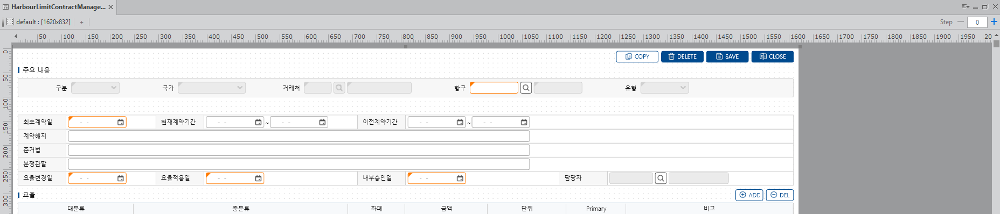 HarbourLimitContractManage...
default : [1620x832] + Step 0
50 100 150 200 250 300 350 400 450 500 550 600 650 700 750 800 850 900 950 1000 1050 1100 1150 1200 1250 1300 1350 1400 1450 1500 1550 1600 1650 1700 1750 1800 1850 1900 1950 20
0 50 100 150 200 250 300
COPY DELETE SAVE CLOSE
주요 내용
구분 국가 거래처 항구 유형
최초계약일 - - 현재계약기간 - - ~ - - 이전계약기간 - - ~ - -
계약해지
준거법
분쟁관할
요율변경일 - - 요율적용일 - - 내부승인일 - - 담당자
요율 ADD DEL
대분류 중분류 화폐 금액 단위 Primary 비고